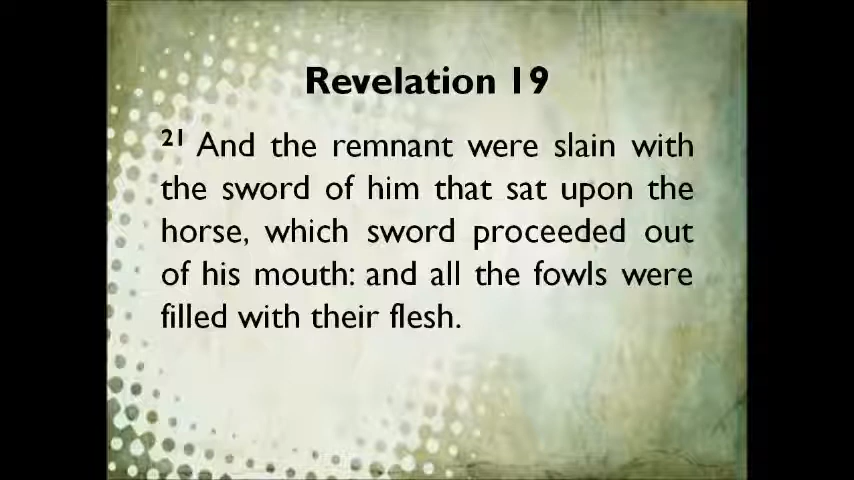 Revelation 19
21 And the remnant were slain with
the sword of him that sat upon the
horse, which sword proceeded out
of his mouth: and all the fowls were
filled with their flesh.